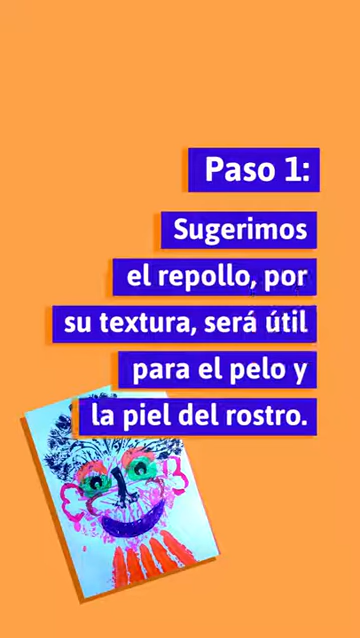 Paso 1:
Sugerimos
el repollo, por
su textura, será útil
para el pelo y
la piel del rostro.